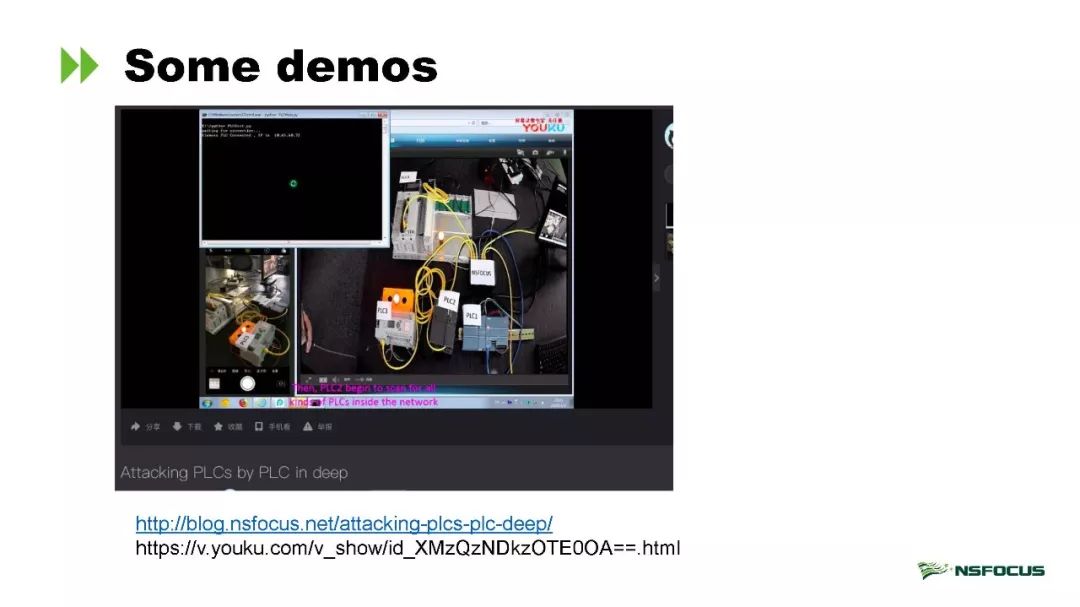 Some demos
YOUKU
PLC3
NSFOCUS
PLC2
PLC1
Then, PLC2 begin to scan for all
kinds of PLCs inside the network
分享
下载
收藏
手机看
举报
Attacking PLCs by PLC in deep
http://blog.nsfocus.net/attacking-plcs-plc-deep/
https://v.youku.com/v_show/id_XMzQzNDkzOTE0OA==.html
NSFOCUS